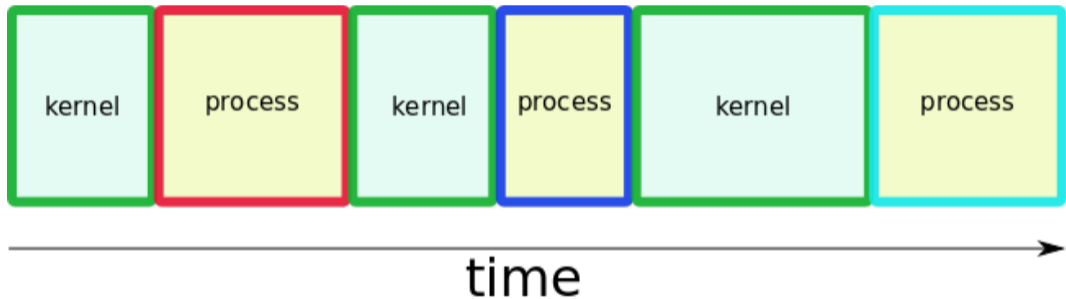 kernel
process
kernel
process
kernel
process
time